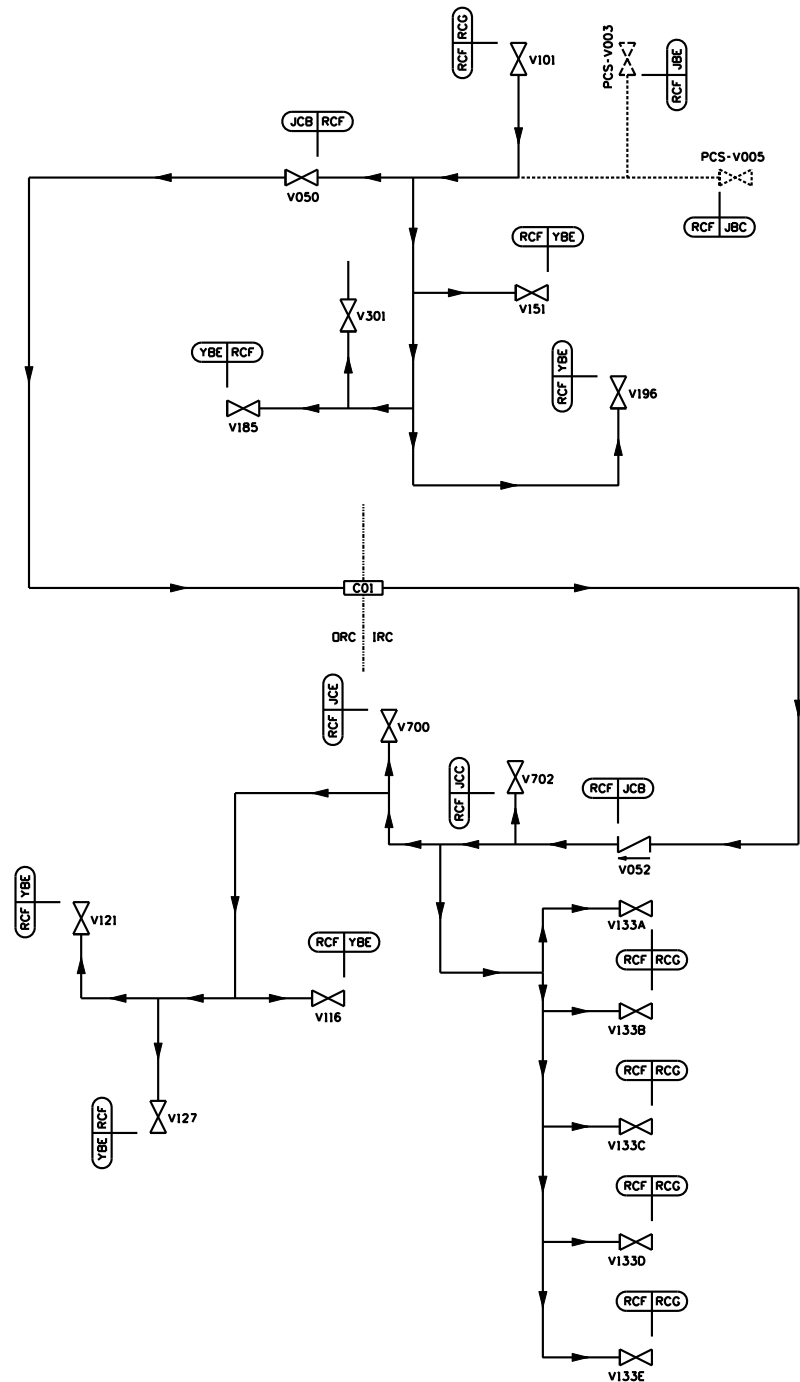 RCF RCG
V101
PCS-V003
RCF JBE
JCB RCF
PCS-V005
V050
RCF JBC
RCF YBE
V151
V301
YBE RCF
RCF YBE
V196
V185
C01
ORC IRC
RCF JCE
V700
RCF JCC
V702
RCF JCB
V052
RCF YBE
V121
V133A
RCF YBE
RCF RCG
V116
V133B
RCF RCG
YBE RCF
V127
V133C
RCF RCG
V133D
RCF RCG
V133E